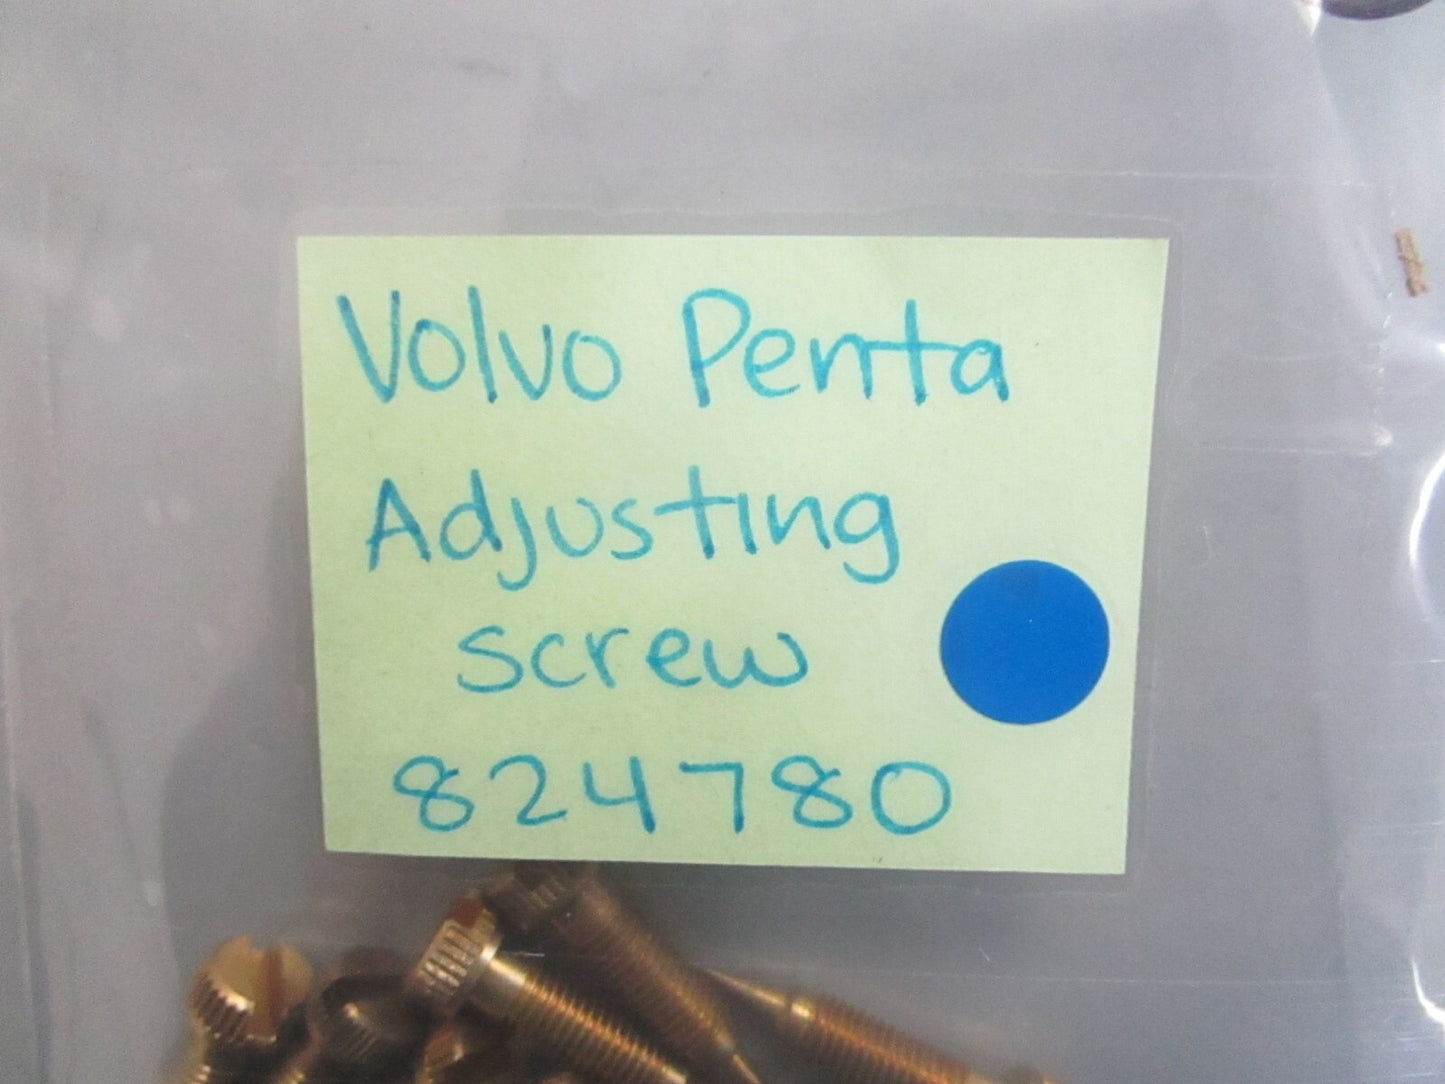 Volvo Penta
Adjusting
screw
824780